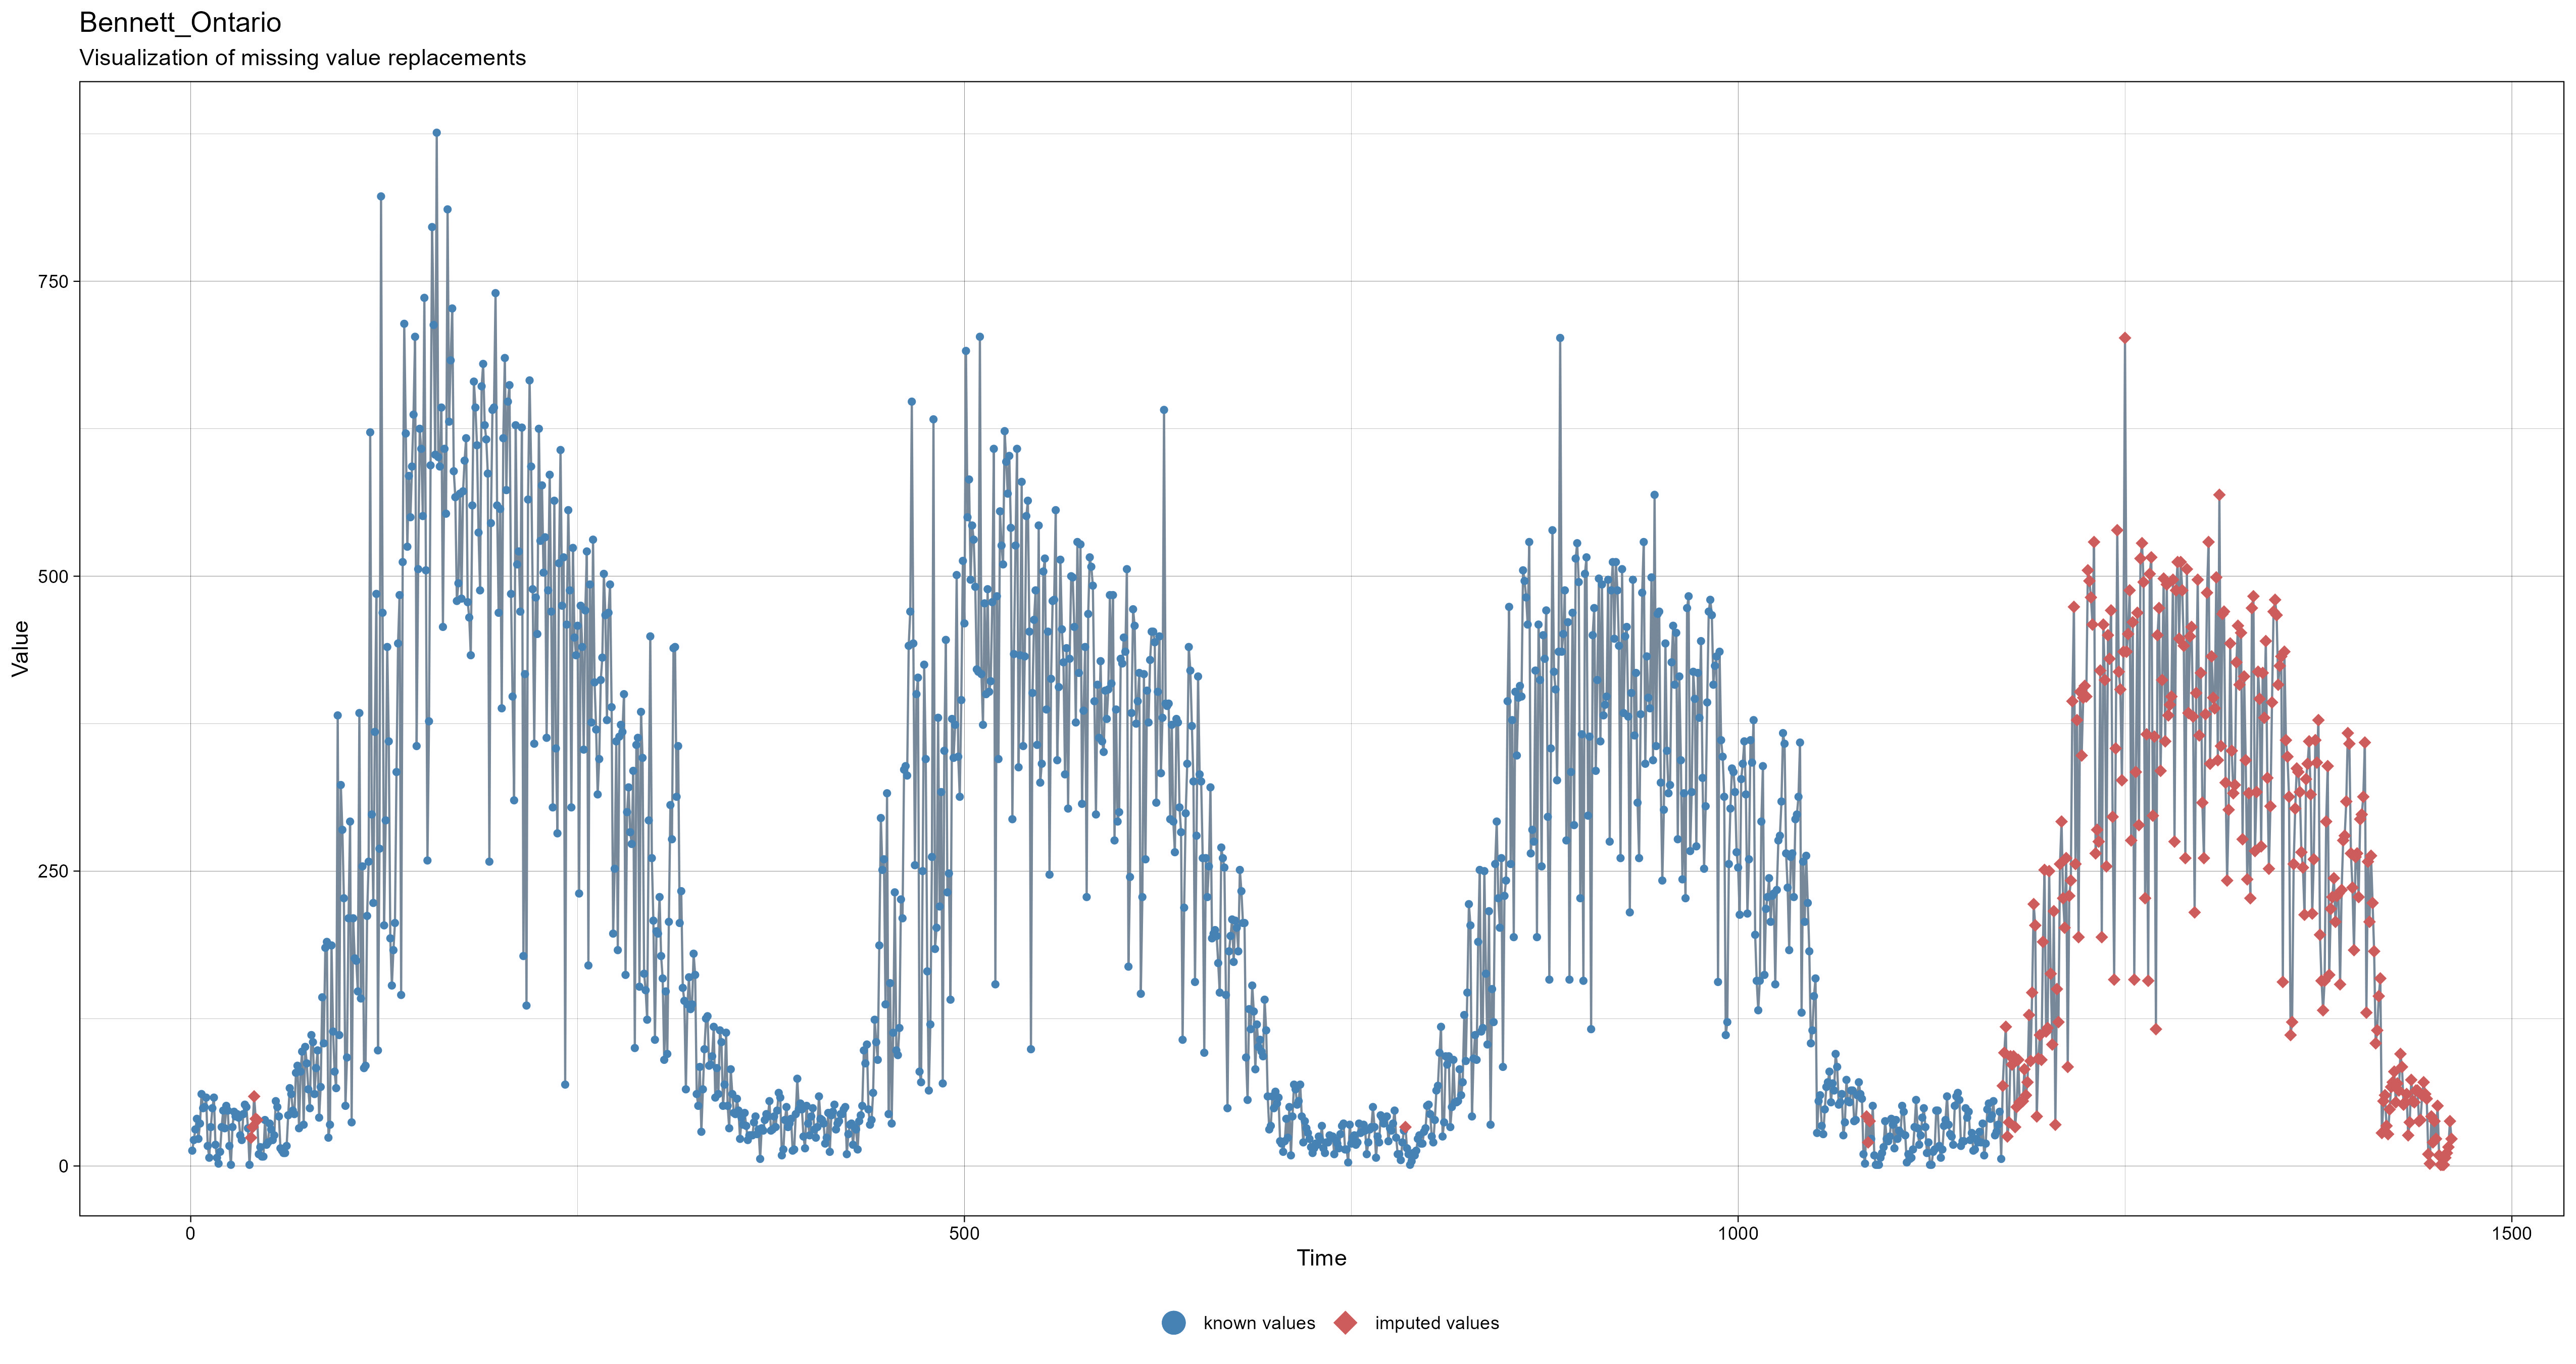 Bennett_Ontario
Visualization of missing value replacements
750
500
250
0
Value
0 500 1000 1500
Time
known values imputed values